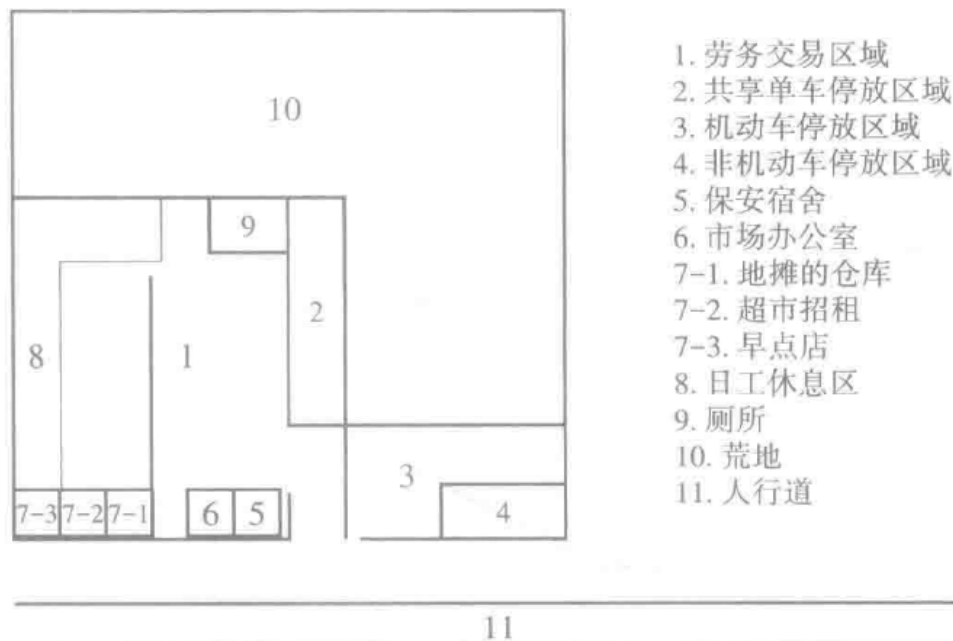 10
9
2
8
1
3
7-3 7-2 7-1
6 5
4
11
1. 劳务交易区域
2. 共享单车停放区域
3. 机动车停放区域
4. 非机动车停放区域
5. 保安宿舍
6. 市场办公室
7-1. 地摊的仓库
7-2. 超市招租
7-3. 早点店
8. 日工休息区
9. 厕所
10. 荒地
11. 人行道